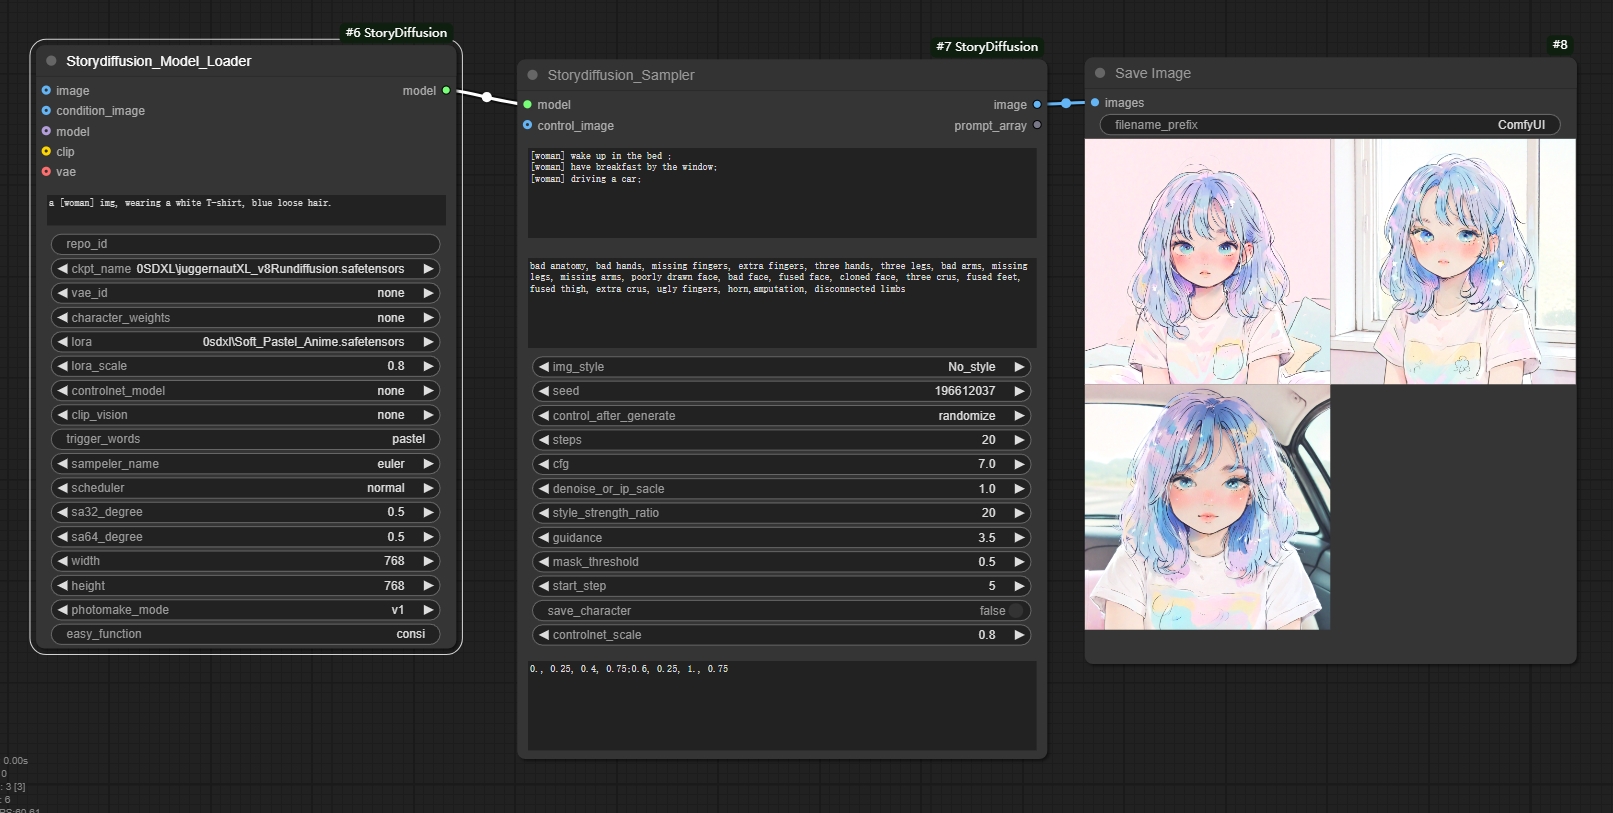 #6 StoryDiffusion
Storydiffusion_Model_Loader
image
model
condition_image
model
clip
vae
a [woman] img, wearing a white T-shirt, blue loose hair.
repo_id
ckpt_name 0SDXL\juggernautXL_v8Rundiffusion.safetensors
vae_id none
character_weights none
lora 0sdxl\Soft_Pastel_Anime.safetensors
lora_scale 0.8
controlnet_model none
clip_vision none
trigger_words pastel
sampeler_name euler
scheduler normal
sa32_degree 0.5
sa64_degree 0.5
width 768
height 768
photomake_mode v1
easy_function consi
#7 StoryDiffusion
Storydiffusion_Sampler
model image
control_image prompt_array
[woman] wake up in the bed ;
[woman] have breakfast by the window;
[woman] driving a car;
bad anatomy, bad hands, missing fingers, extra fingers, three hands, three legs, bad arms, missing
legs, missing arms, poorly drawn face, bad face, fused face, cloned face, three crus, fused feet,
fused thigh, extra crus, ugly fingers, horn,amputation, disconnected limbs
img_style No_style
seed 196612037
control_after_generate randomize
steps 20
cfg 7.0
denoise_or_ip_sacle 1.0
style_strength_ratio 20
guidance 3.5
mask_threshold 0.5
start_step 5
save_character false
controlnet_scale 0.8
0., 0.25, 0.4, 0.75;0.6, 0.25, 1., 0.75
#8
Save Image
images
filename_prefix ComfyUI
0.00s
0
: 3 [3]
: 6